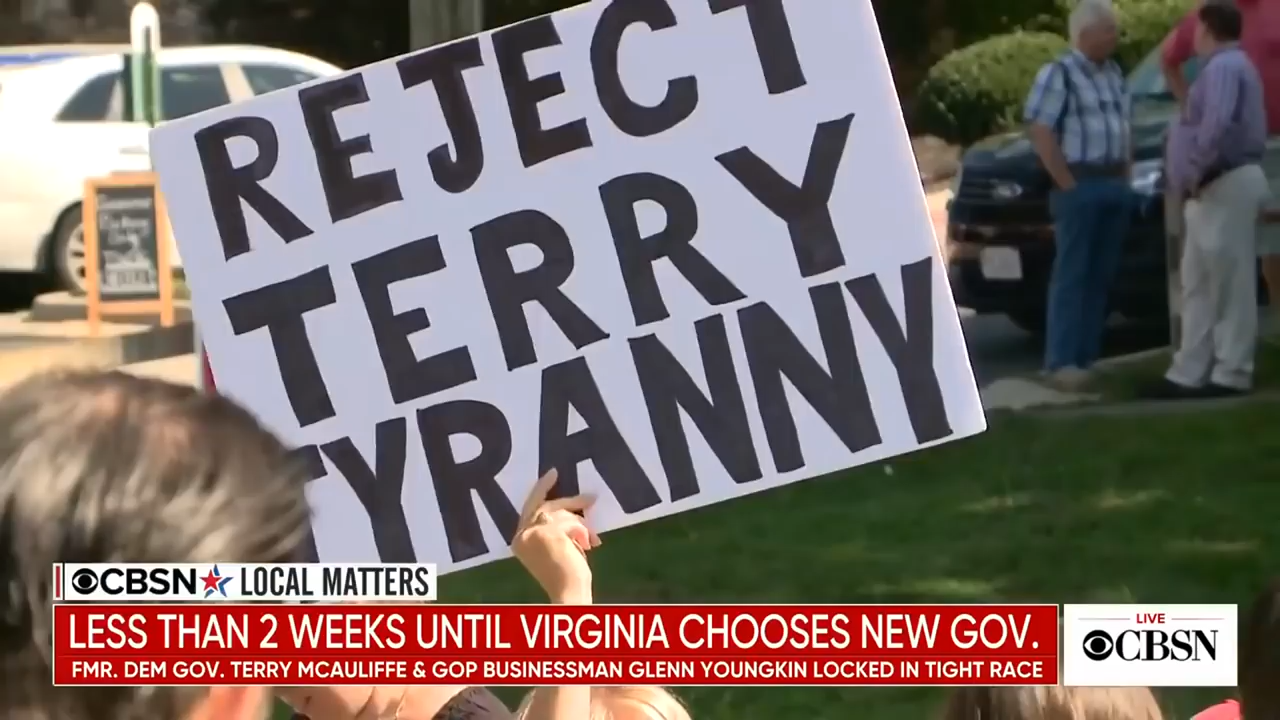 REJECT
TERRY
TYRANNY
CBSN LOCAL MATTERS
LESS THAN 2 WEEKS UNTIL VIRGINIA CHOOSES NEW GOV.
FMR. DEM GOV. TERRY MCAULIFFE & GOP BUSINESSMAN GLENN YOUNGKIN LOCKED IN TIGHT RACE
LIVE
CBSN